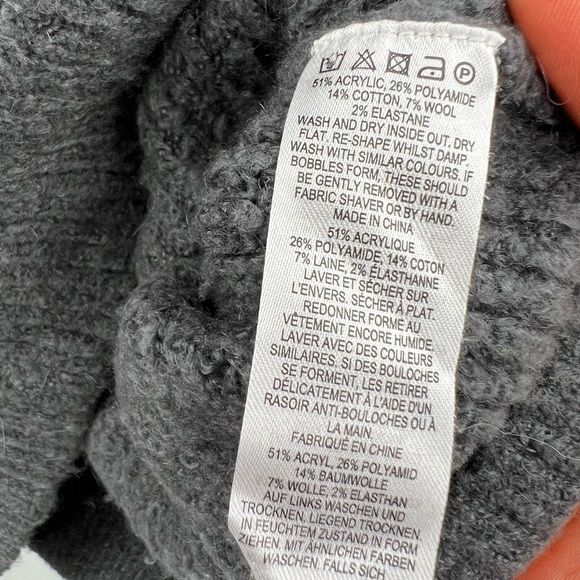 51% ACRYLIC, 26% POLYAMIDE
14% COTTON, 7% WOOL
2% ELASTANE
WASH AND DRY INSIDE OUT. DRY
FLAT. RE-SHAPE WHILST DAMP.
WASH WITH SIMILAR COLOURS. IF
BOBBLES FORM, THESE SHOULD
BE GENTLY REMOVED WITH A
FABRIC SHAVER OR BY HAND.
MADE IN CHINA
51% ACRYLIQUE
26% POLYAMIDE, 14% COTON
7% LAINE, 2% ÉLASTHANNE
LAVER ET SÉCHER SUR
L'ENVERS. SÉCHER À PLAT.
REDONNER FORME AU
VÊTEMENT ENCORE HUMIDE.
LAVER AVEC DES COULEURS
SIMILAIRES. SI DES BOULOCHES
SE FORMENT, LES RETIRER
DÉLICATEMENT À L'AIDE D'UN
RASOIR ANTI-BOULOCHES OU À
LA MAIN.
FABRIQUÉ EN CHINE
51% ACRYL, 26% POLYAMID
14% BAUMWOLLE
7% WOLLE, 2% ELASTHAN
AUF LINKS WASCHEN UND
TROCKNEN. LIEGEND TROCKNEN.
IN FEUCHTEM ZUSTAND IN FORM
ZIEHEN. MIT ÄHNLICHEN FARBEN
WASCHEN. FALLS SICH